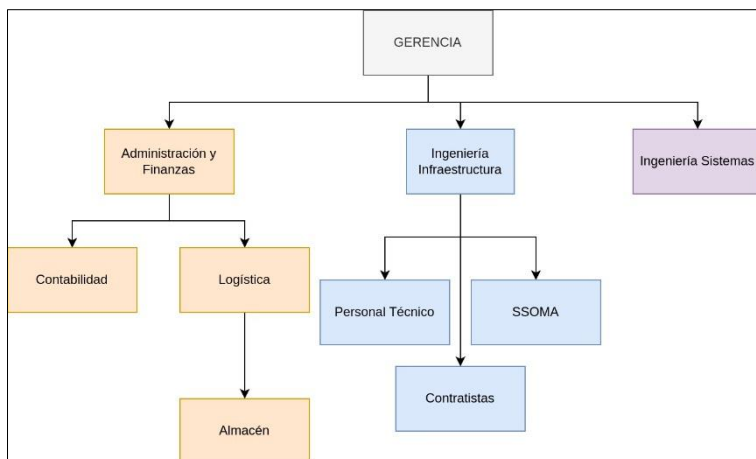 GERENCIA
Administración y
Finanzas
Ingeniería
Infraestructura
Ingeniería Sistemas
Contabilidad
Logística
Personal Técnico
SSOMA
Contratistas
Almacén